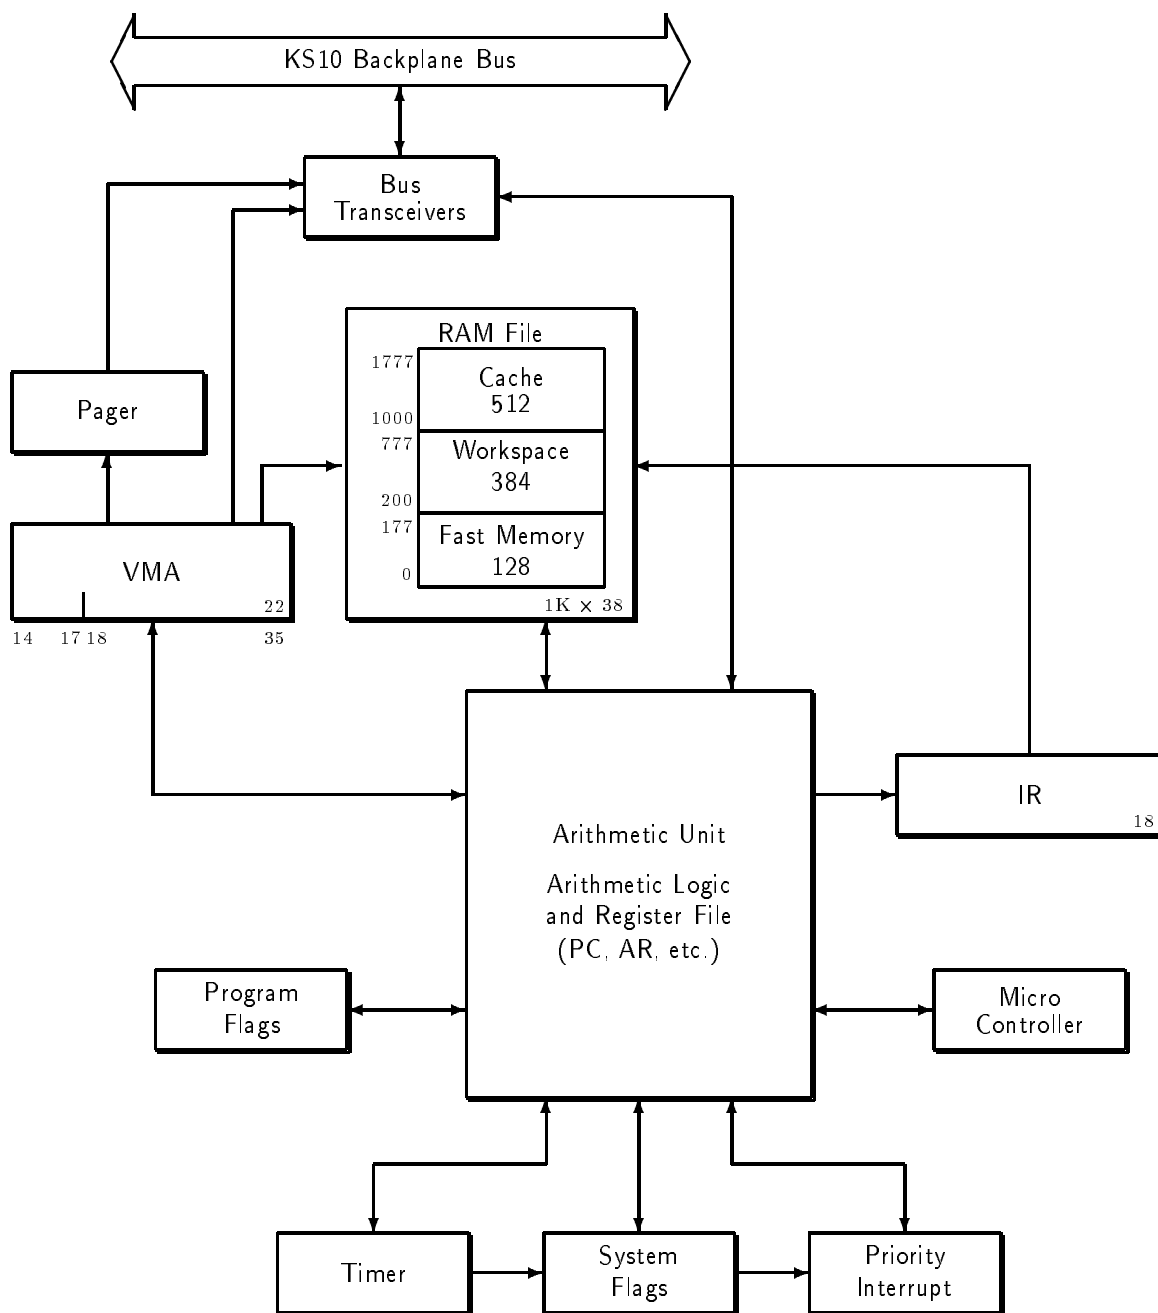 KS10 Backplane Bus
Bus
Transceivers
RAM File
1777
Cache
512
1000
777
Workspace
384
200
177
Fast Memory
128
0
1K × 38
Pager
VMA
22
14
17
18
35
IR
18
Arithmetic Unit
Arithmetic Logic
and Register File
(PC, AR, etc.)
Program
Flags
Micro
Controller
Timer
System
Flags
Priority
Interrupt